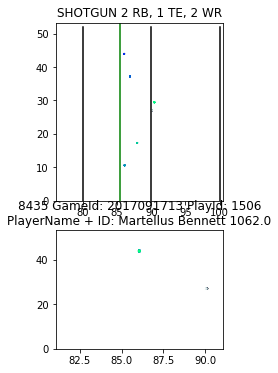 SHOTGUN 2 RB, 1 TE, 2 WR
50
40
30
20
10
0
80 85 90 95 100
8435 GameId: 2017091713 PlayId: 1506
PlayerName + ID: Martellus Bennett 1062.0
40
20
0
82.5 85.0 87.5 90.0